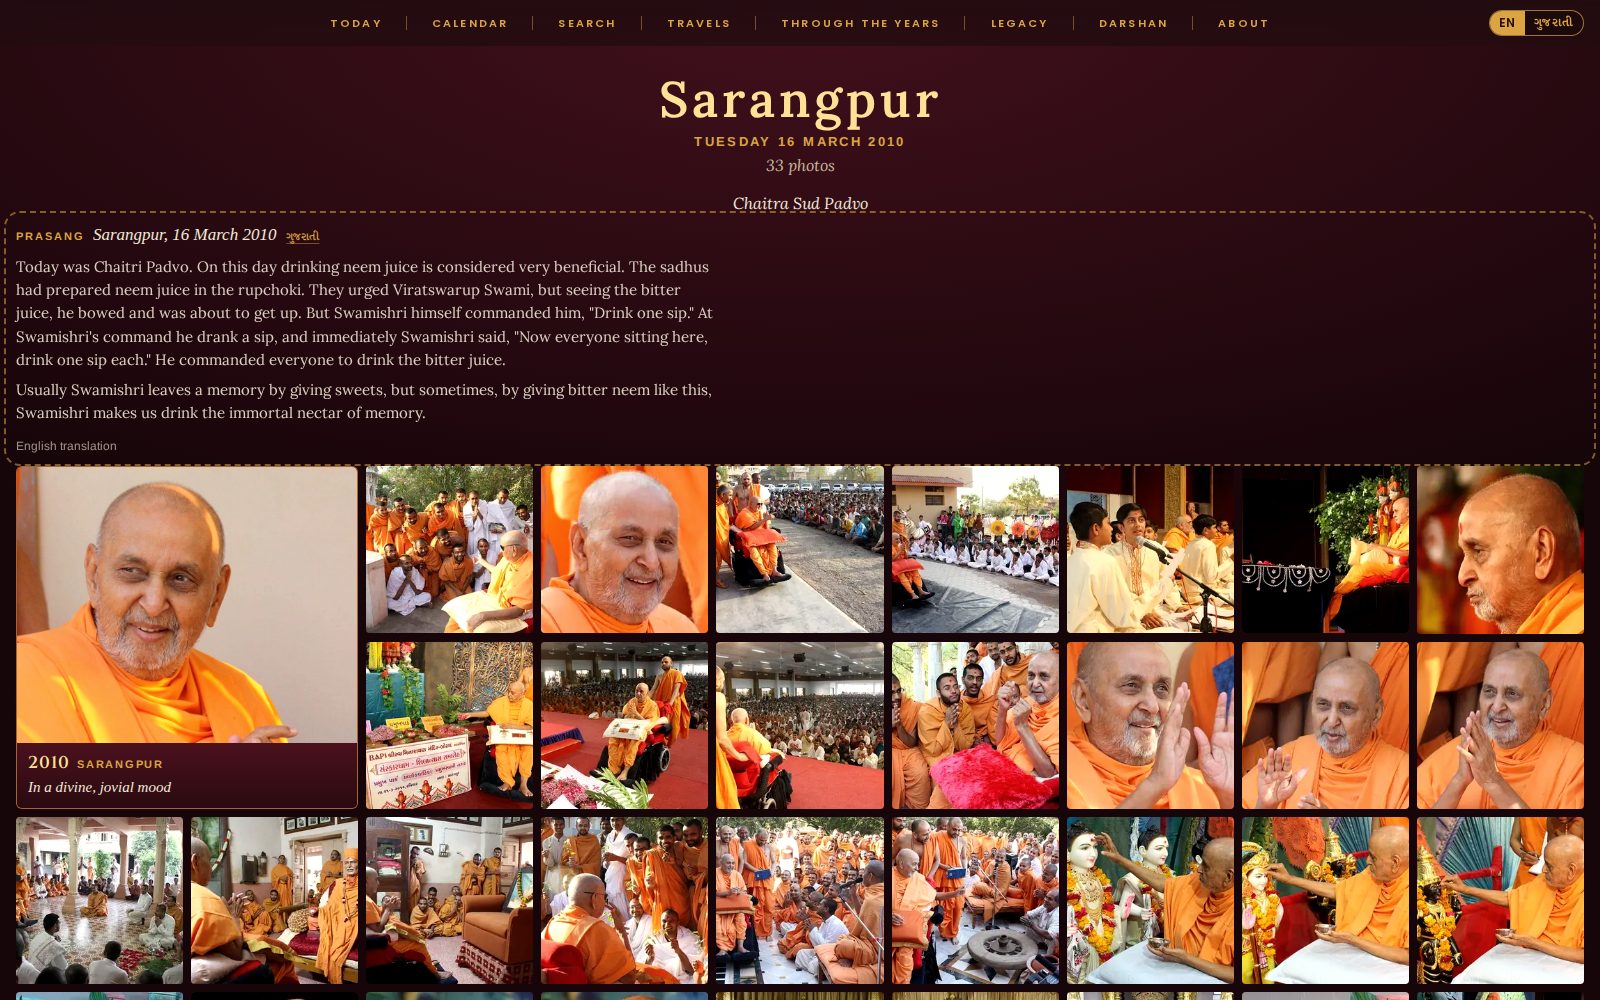 TODAY
CALENDAR
SEARCH
TRAVELS
THROUGH THE YEARS
LEGACY
DARSHAN
ABOUT
EN
ગુજરાતી
Sarangpur
TUESDAY 16 MARCH 2010
33 photos
Chaitra Sud Padvo
PRASANG Sarangpur, 16 March 2010 ગુજરાતી
Today was Chaitri Padvo. On this day drinking neem juice is considered very beneficial. The sadhus
had prepared neem juice in the rupchoki. They urged Viratswarup Swami, but seeing the bitter
juice, he bowed and was about to get up. But Swamishri himself commanded him, "Drink one sip." At
Swamishri's command he drank a sip, and immediately Swamishri said, "Now everyone sitting here,
drink one sip each." He commanded everyone to drink the bitter juice.
Usually Swamishri leaves a memory by giving sweets, but sometimes, by giving bitter neem like this,
Swamishri makes us drink the immortal nectar of memory.
English translation
2010 SARANGPUR
In a divine, jovial mood